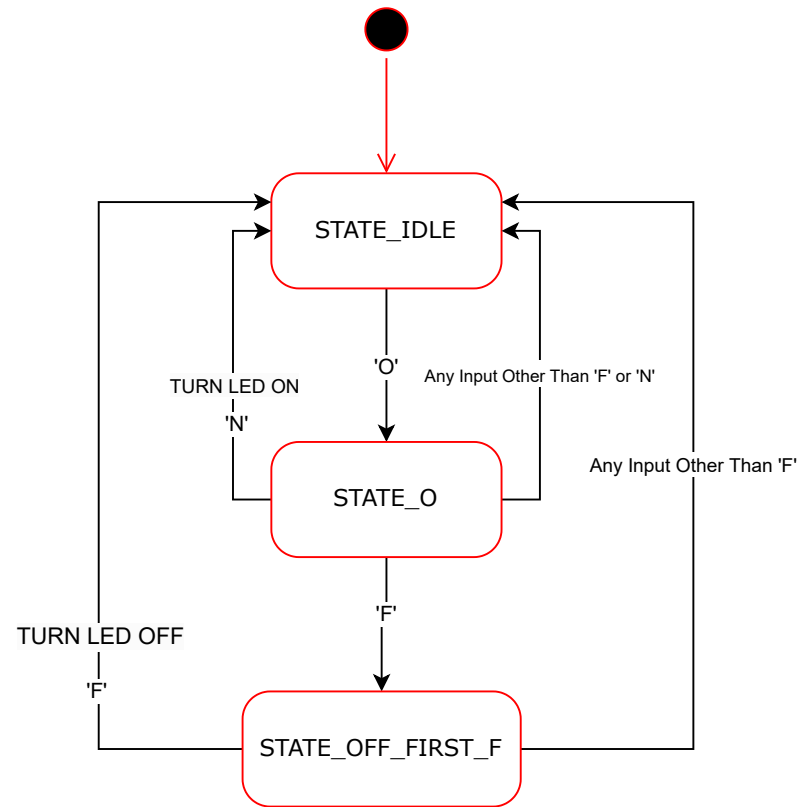 STATE_IDLE
'O'
Any Input Other Than 'F' or 'N'
TURN LED ON
'N'
Any Input Other Than 'F'
STATE_O
'F'
TURN LED OFF
'F'
STATE_OFF_FIRST_F